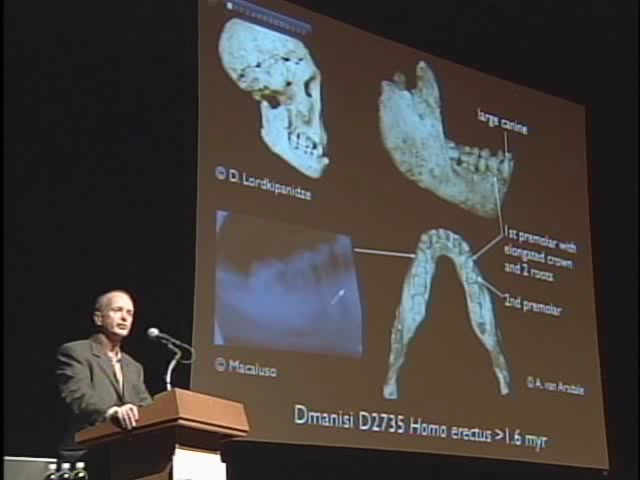 large canine
© D. Lordkipanidze
1st premolar with
elongated crown
and 2 roots
2nd premolar
© Macaluso
© A. van Arsdale
Dmanisi D2735 Homo erectus >1.6 myr